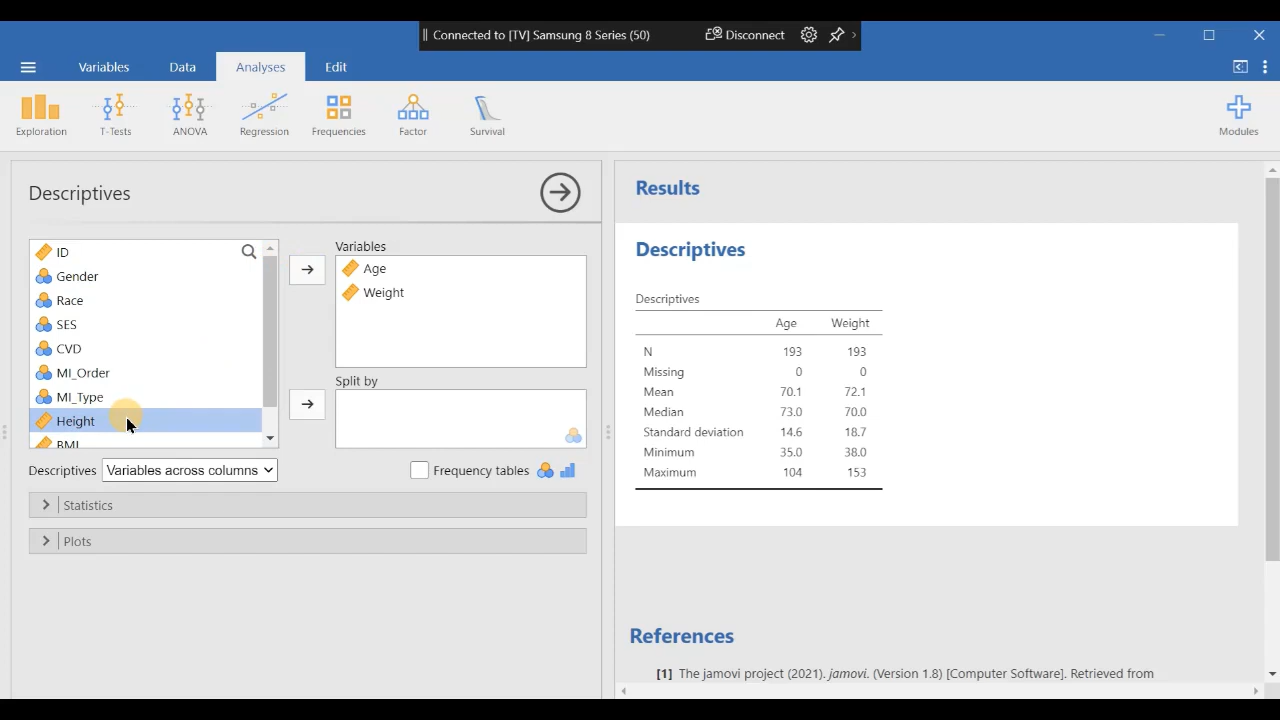 Connected to [TV] Samsung 8 Series (50) Disconnect
Variables Data Analyses Edit
Exploration T-Tests ANOVA Regression Frequencies Factor Survival Modules
Descriptives
ID
Gender
Race
SES
CVD
MI_Order
MI_Type
Height
BMI
Variables
Age
Weight
Split by
Descriptives Variables across columns Frequency tables
Statistics
Plots
Results
Descriptives
Descriptives
Age Weight
N 193 193
Missing 0 0
Mean 70.1 72.1
Median 73.0 70.0
Standard deviation 14.6 18.7
Minimum 35.0 38.0
Maximum 104 153
References
[1] The jamovi project (2021). jamovi. (Version 1.8) [Computer Software]. Retrieved from